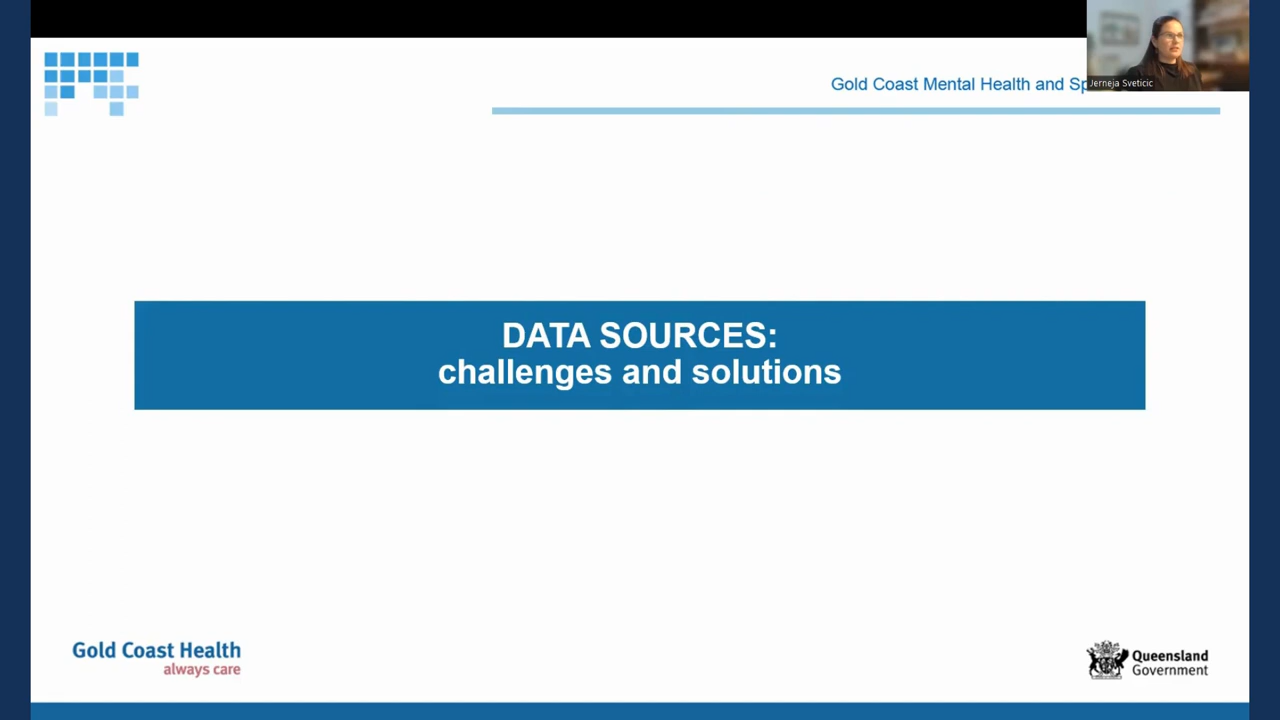 Gold Coast Mental Health and
Jerneja Sveticic
DATA SOURCES:
challenges and solutions
Gold Coast Health
always care
Queensland
Government